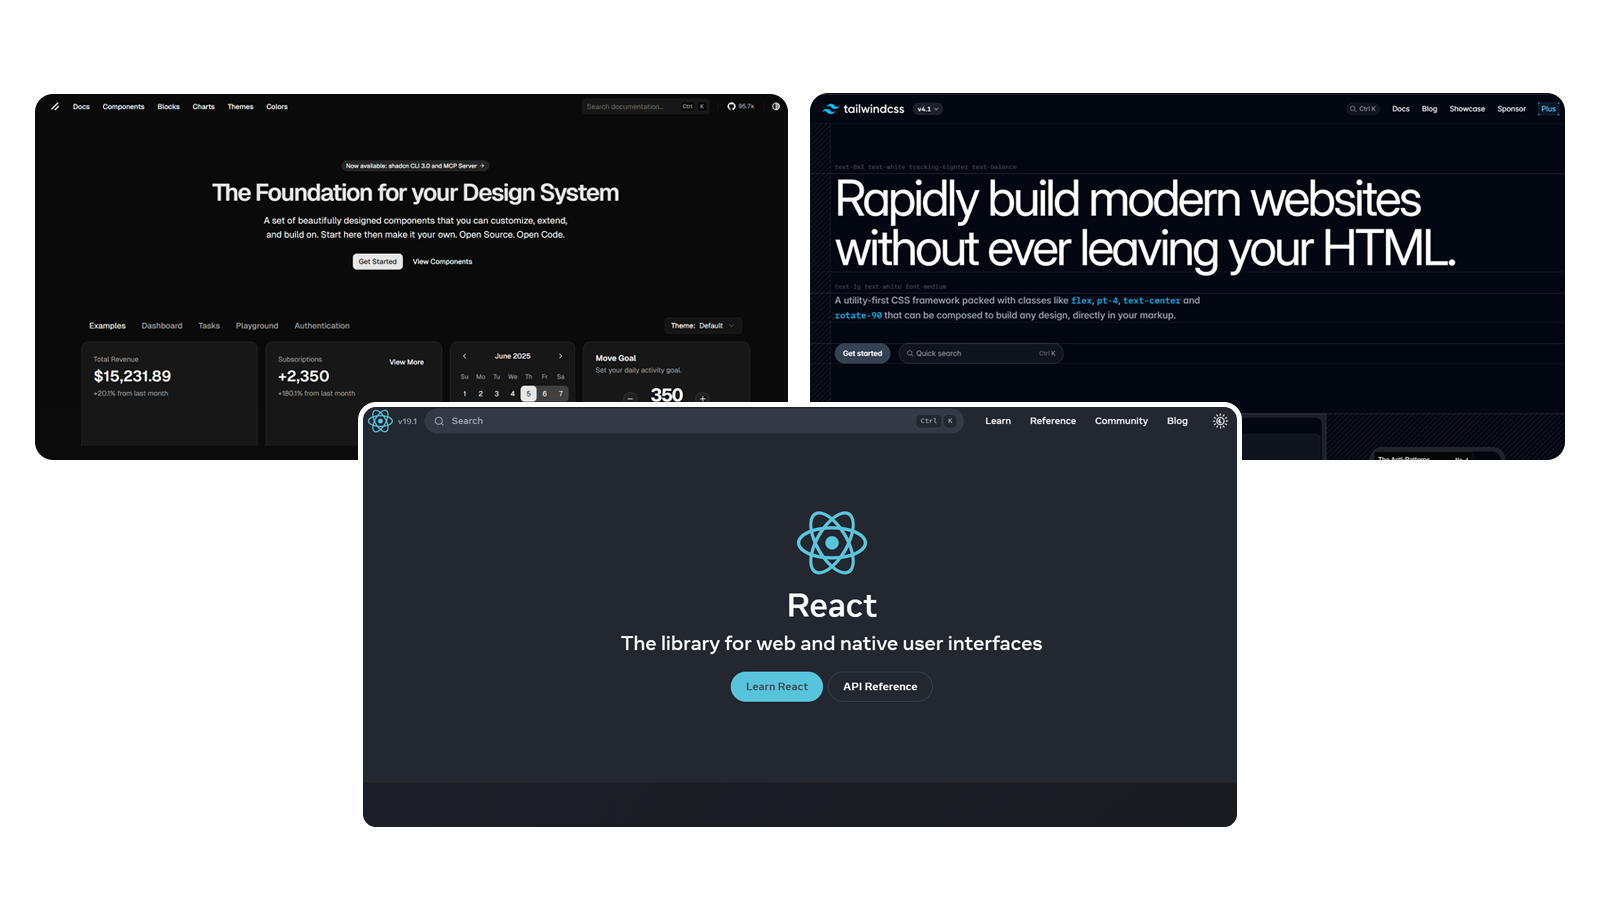 Docs Components Blocks Charts Themes Colors
Search documentation... Ctrl K
95.7k
Now available: shadcn CLI 3.0 and MCP Server →
The Foundation for your Design System
A set of beautifully designed components that you can customize, extend,
and build on. Start here then make it your own. Open Source. Open Code.
Get Started View Components
Examples Dashboard Tasks Playground Authentication
Theme: Default
Total Revenue
$15,231.89
+20.1% from last month
Subscriptions
View More
+2,350
+180.1% from last month
June 2025
Su Mo Tu We Th Fr Sa
1 2 3 4 5 6 7
Move Goal
Set your daily activity goal.
350
tailwindcss v4.1
Ctrl K Docs Blog Showcase Sponsor Plus
text-8xl text-white tracking-tighter text-balance
Rapidly build modern websites
without ever leaving your HTML.
text-lg text-white font-medium
A utility-first CSS framework packed with classes like flex, pt-4, text-center and
rotate-90 that can be composed to build any design, directly in your markup.
Get started Quick search Ctrl K
The Anti-Patterns
v19.1 Search Ctrl K Learn Reference Community Blog
React
The library for web and native user interfaces
Learn React API Reference